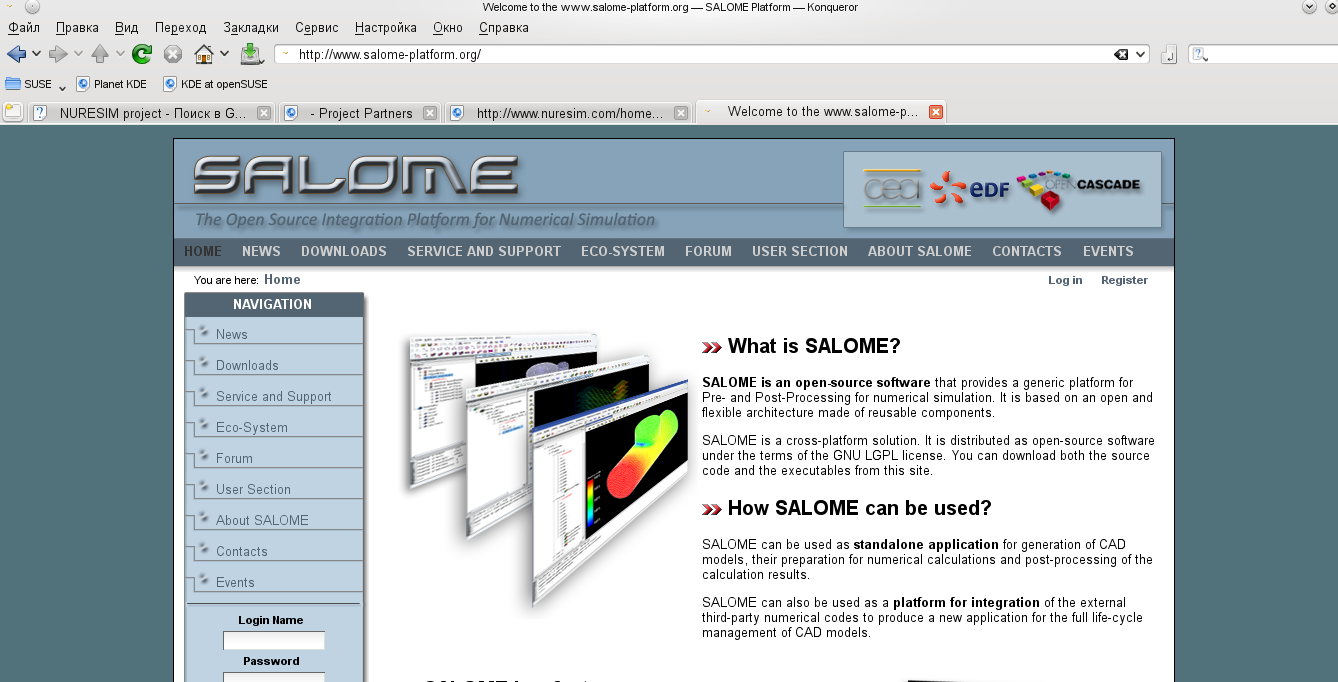 Welcome to the www.salome-platform.org — SALOME Platform — Konqueror
Файл Правка Вид Переход Закладки Сервис Настройка Окно Справка
http://www.salome-platform.org/
SUSE Planet KDE KDE at openSUSE
NURESIM project - Поиск в G... - Project Partners http://www.nuresim.com/home... Welcome to the www.salome-p...
SALOME
The Open Source Integration Platform for Numerical Simulation
cea eDF OPEN CASCADE
HOME NEWS DOWNLOADS SERVICE AND SUPPORT ECO-SYSTEM FORUM USER SECTION ABOUT SALOME CONTACTS EVENTS
You are here: Home
Log in Register
NAVIGATION
News
Downloads
Service and Support
Eco-System
Forum
User Section
About SALOME
Contacts
Events
Login Name
Password
What is SALOME?
SALOME is an open-source software that provides a generic platform for
Pre- and Post-Processing for numerical simulation. It is based on an open and
flexible architecture made of reusable components.
SALOME is a cross-platform solution. It is distributed as open-source software
under the terms of the GNU LGPL license. You can download both the source
code and the executables from this site.
How SALOME can be used?
SALOME can be used as standalone application for generation of CAD
models, their preparation for numerical calculations and post-processing of the
calculation results.
SALOME can also be used as a platform for integration of the external
third-party numerical codes to produce a new application for the full life-cycle
management of CAD models.